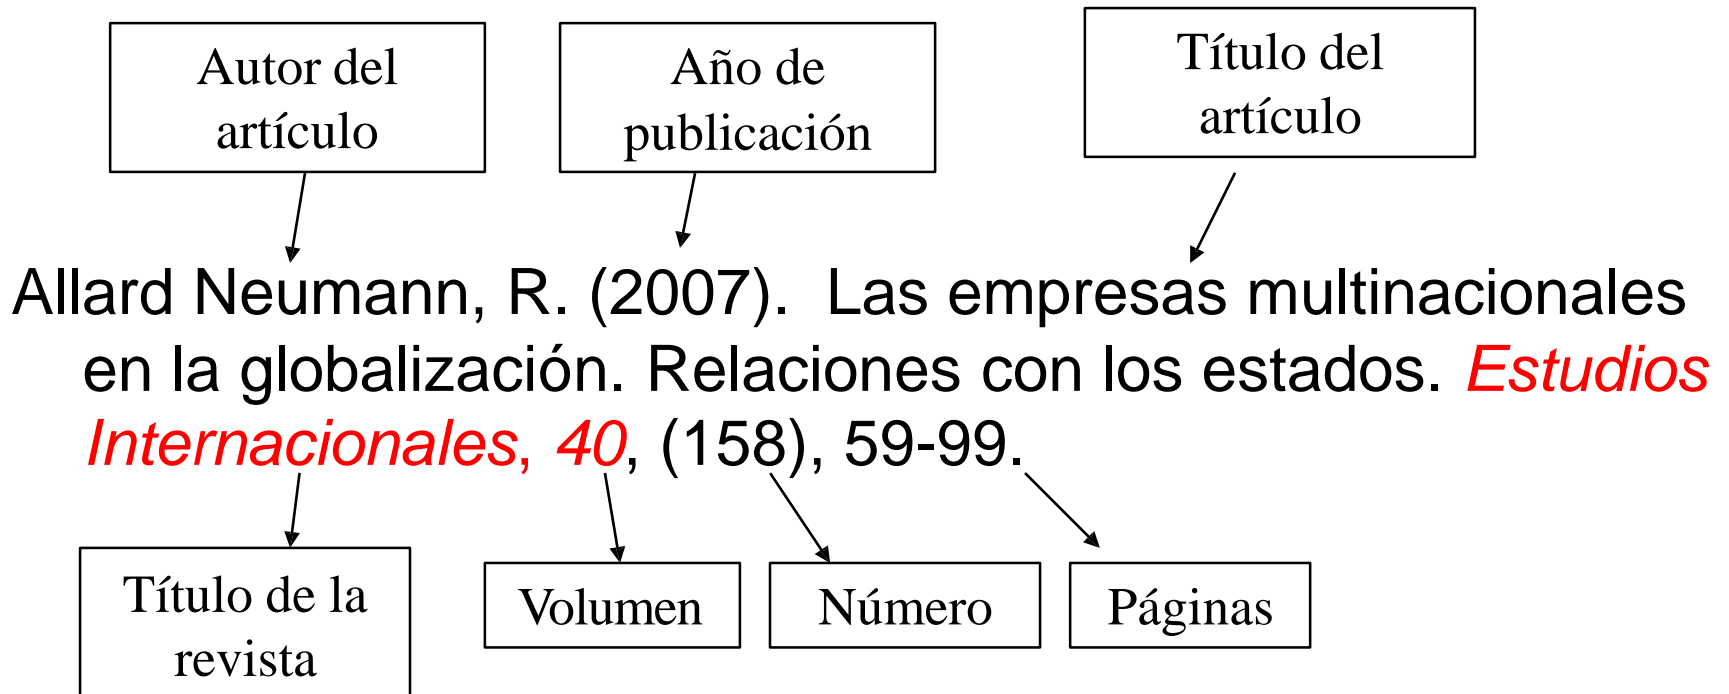 Autor del
artículo
Año de
publicación
Título del
artículo
Allard Neumann, R. (2007).  Las empresas multinacionales
en la globalización. Relaciones con los estados. Estudios
Internacionales, 40, (158), 59-99.
Título de la
revista
Volumen
Número
Páginas